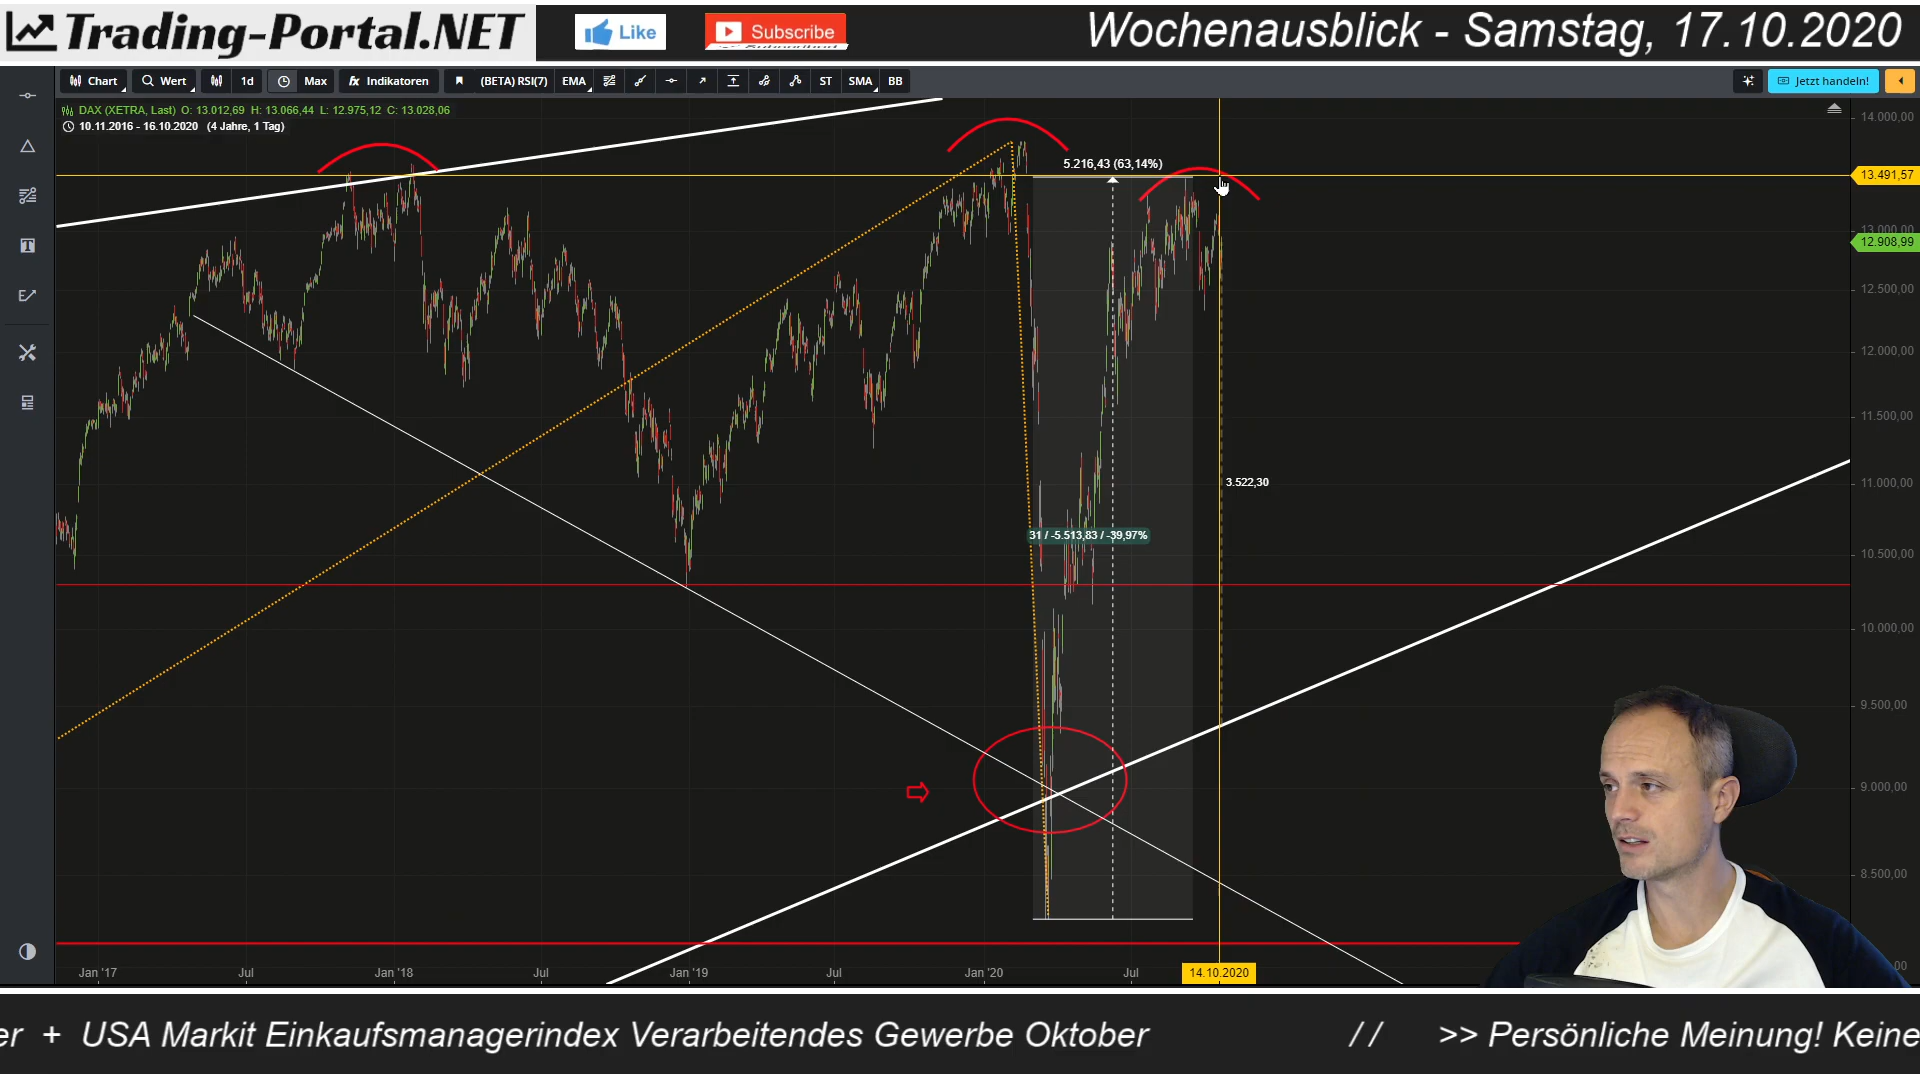 Trading-Portal.NET
Like
Subscribe
Wochenausblick - Samstag, 17.10.2020
Chart
Wert
1d
Max
fx Indikatoren
(BETA) RSI(7)
EMA
ST
SMA
BB
Jetzt handeln!
DAX (XETRA, Last) O: 13.012,69 H: 13.066,44 L: 12.975,12 C: 13.028,06
10.11.2016 - 16.10.2020 (4 Jahre, 1 Tag)
14.000,00
5.216,43 (63,14%)
13.491,57
13.000,00
12.908,99
12.500,00
12.000,00
11.500,00
11.000,00
3.522,30
31 / -5.513,83 / -39,97%
10.500,00
10.000,00
9.500,00
9.000,00
8.500,00
00
Jan '17
Jul
Jan '18
Jul
Jan '19
Jul
Jan '20
Jul
14.10.2020
er + USA Markit Einkaufsmanagerindex Verarbeitendes Gewerbe Oktober // >> Persönliche Meinung! Keine